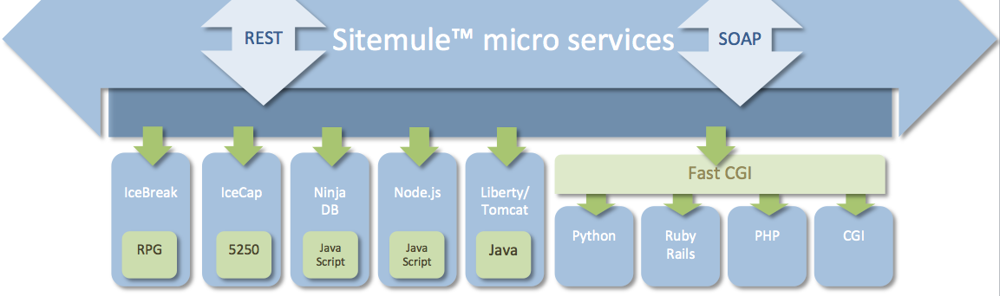 REST
Sitemule™ micro services
SOAP
Fast CGI
IceBreak
IceCap
Ninja
DB
Node.js
Liberty/
Tomcat
Python
Ruby
Rails
PHP
CGI
RPG
5250
Java
Script
Java
Script
Java